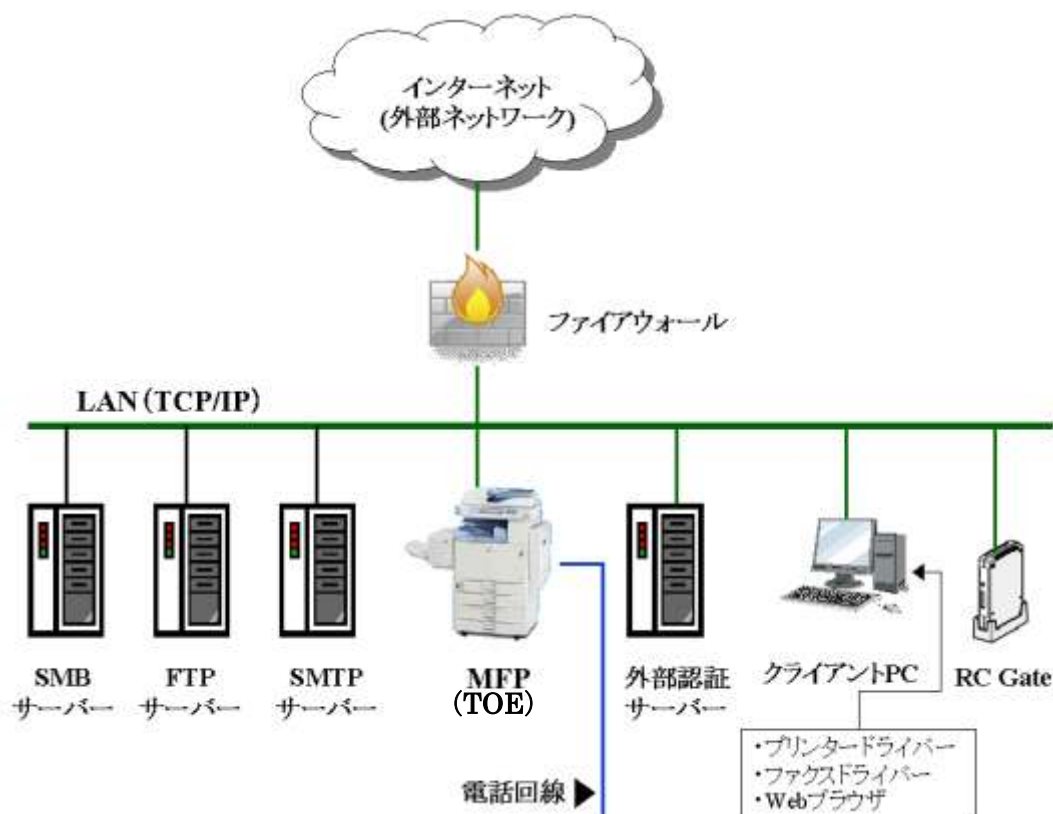 インターネット
(外部ネットワーク)
ファイアウォール
LAN(TCP/IP)
SMB
サーバー
FTP
サーバー
SMTP
サーバー
MFP
(TOE)
外部認証
サーバー
クライアントPC
RC Gate
・プリンタードライバー
・ファクスドライバー
・Webブラウザ
電話回線▶